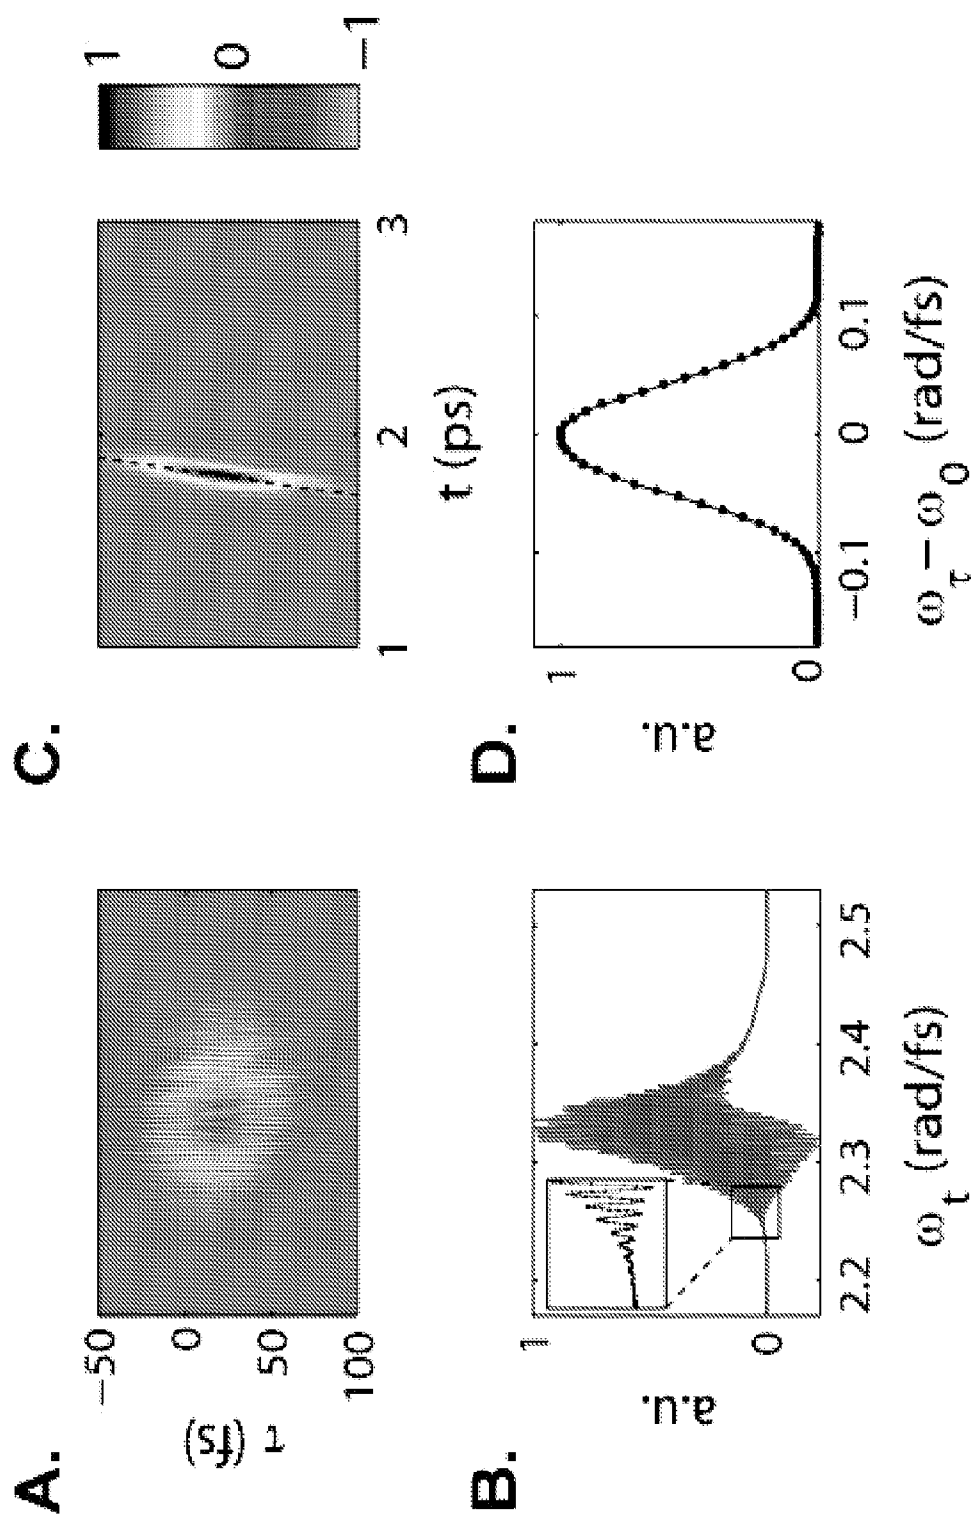 A.
τ (fs)
−50
0
50
100
B.
a.u.
1
0
2.2
2.3
2.4
2.5
ω_t (rad/fs)
C.
1
2
3
t (ps)
1
0
−1
D.
a.u.
1
0
−0.1
0
0.1
ω_τ − ω_0 (rad/fs)